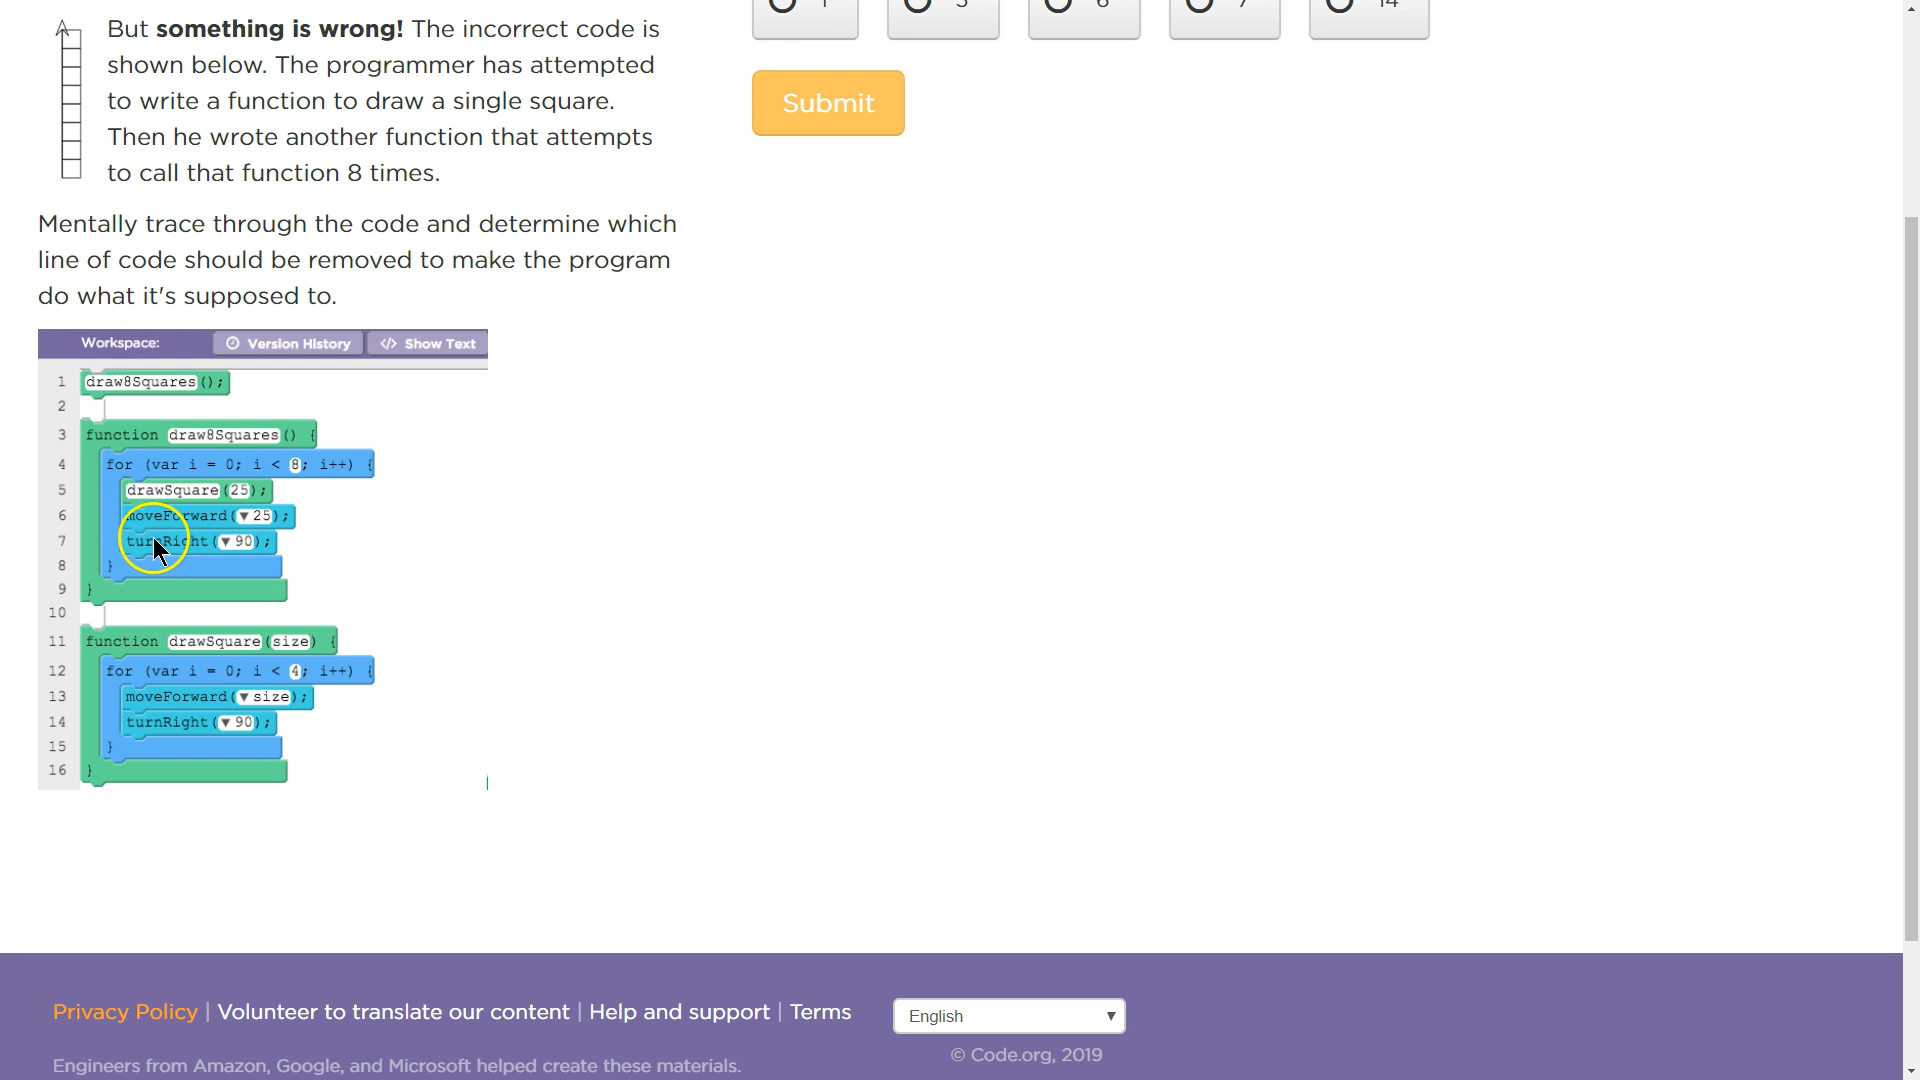 But something is wrong! The incorrect code is
shown below. The programmer has attempted
to write a function to draw a single square.
Then he wrote another function that attempts
to call that function 8 times.
Submit
Mentally trace through the code and determine which
line of code should be removed to make the program
do what it's supposed to.
Workspace: Version History </> Show Text
1 draw8Squares();
2
3 function draw8Squares() {
4 for (var i = 0; i < 8; i++) {
5 drawSquare(25);
6 moveForward(▼25);
7 turnRight(▼90);
8 }
9 }
10
11 function drawSquare(size) {
12 for (var i = 0; i < 4; i++) {
13 moveForward(▼size);
14 turnRight(▼90);
15 }
16 }
Privacy Policy | Volunteer to translate our content | Help and support | Terms
English
© Code.org, 2019
Engineers from Amazon, Google, and Microsoft helped create these materials.